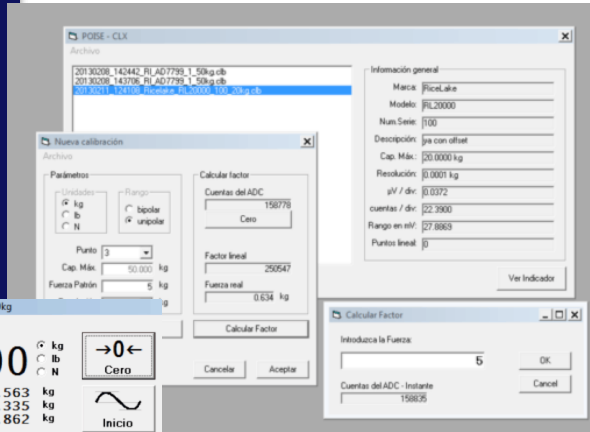 POISE - CLX
Archivo
20130208_142442_RI_AD7799_1_50kg.clb
20130208_143706_RI_AD7799_1_50kg.clb
20130211_124108_Ricelake_RL20000_100_20kg.clb
Información general
Marca: RiceLake
Modelo: RL20000
Num.Serie: 100
Descripción: ya con offset
Cap. Máx.: 20.0000 kg
Resolución: 0.0001 kg
µV / div: 0.0372
cuentas / div: 22.3900
Rango en mV: 27.8869
Puntos lineal: 0
Ver Indicador
Nueva calibración
Archivo
Parámetros
Unidades
kg
lb
N
Rango
bipolar
unipolar
Punto 3
Cap. Máx. 50.000 kg
Fuerza Patrón 5 kg
kg
Calcular factor
Cuentas del ADC
158778
Cero
Factor lineal
250547
Fuerza real
0.634 kg
Calcular Factor
Cancelar
Aceptar
Calcular Factor
Introduzca la Fuerza:
5
OK
Cancel
Cuentas del ADC - Instante
158835
kg
lb
N
→0←
Cero
563 kg
335 kg
862 kg
Inicio